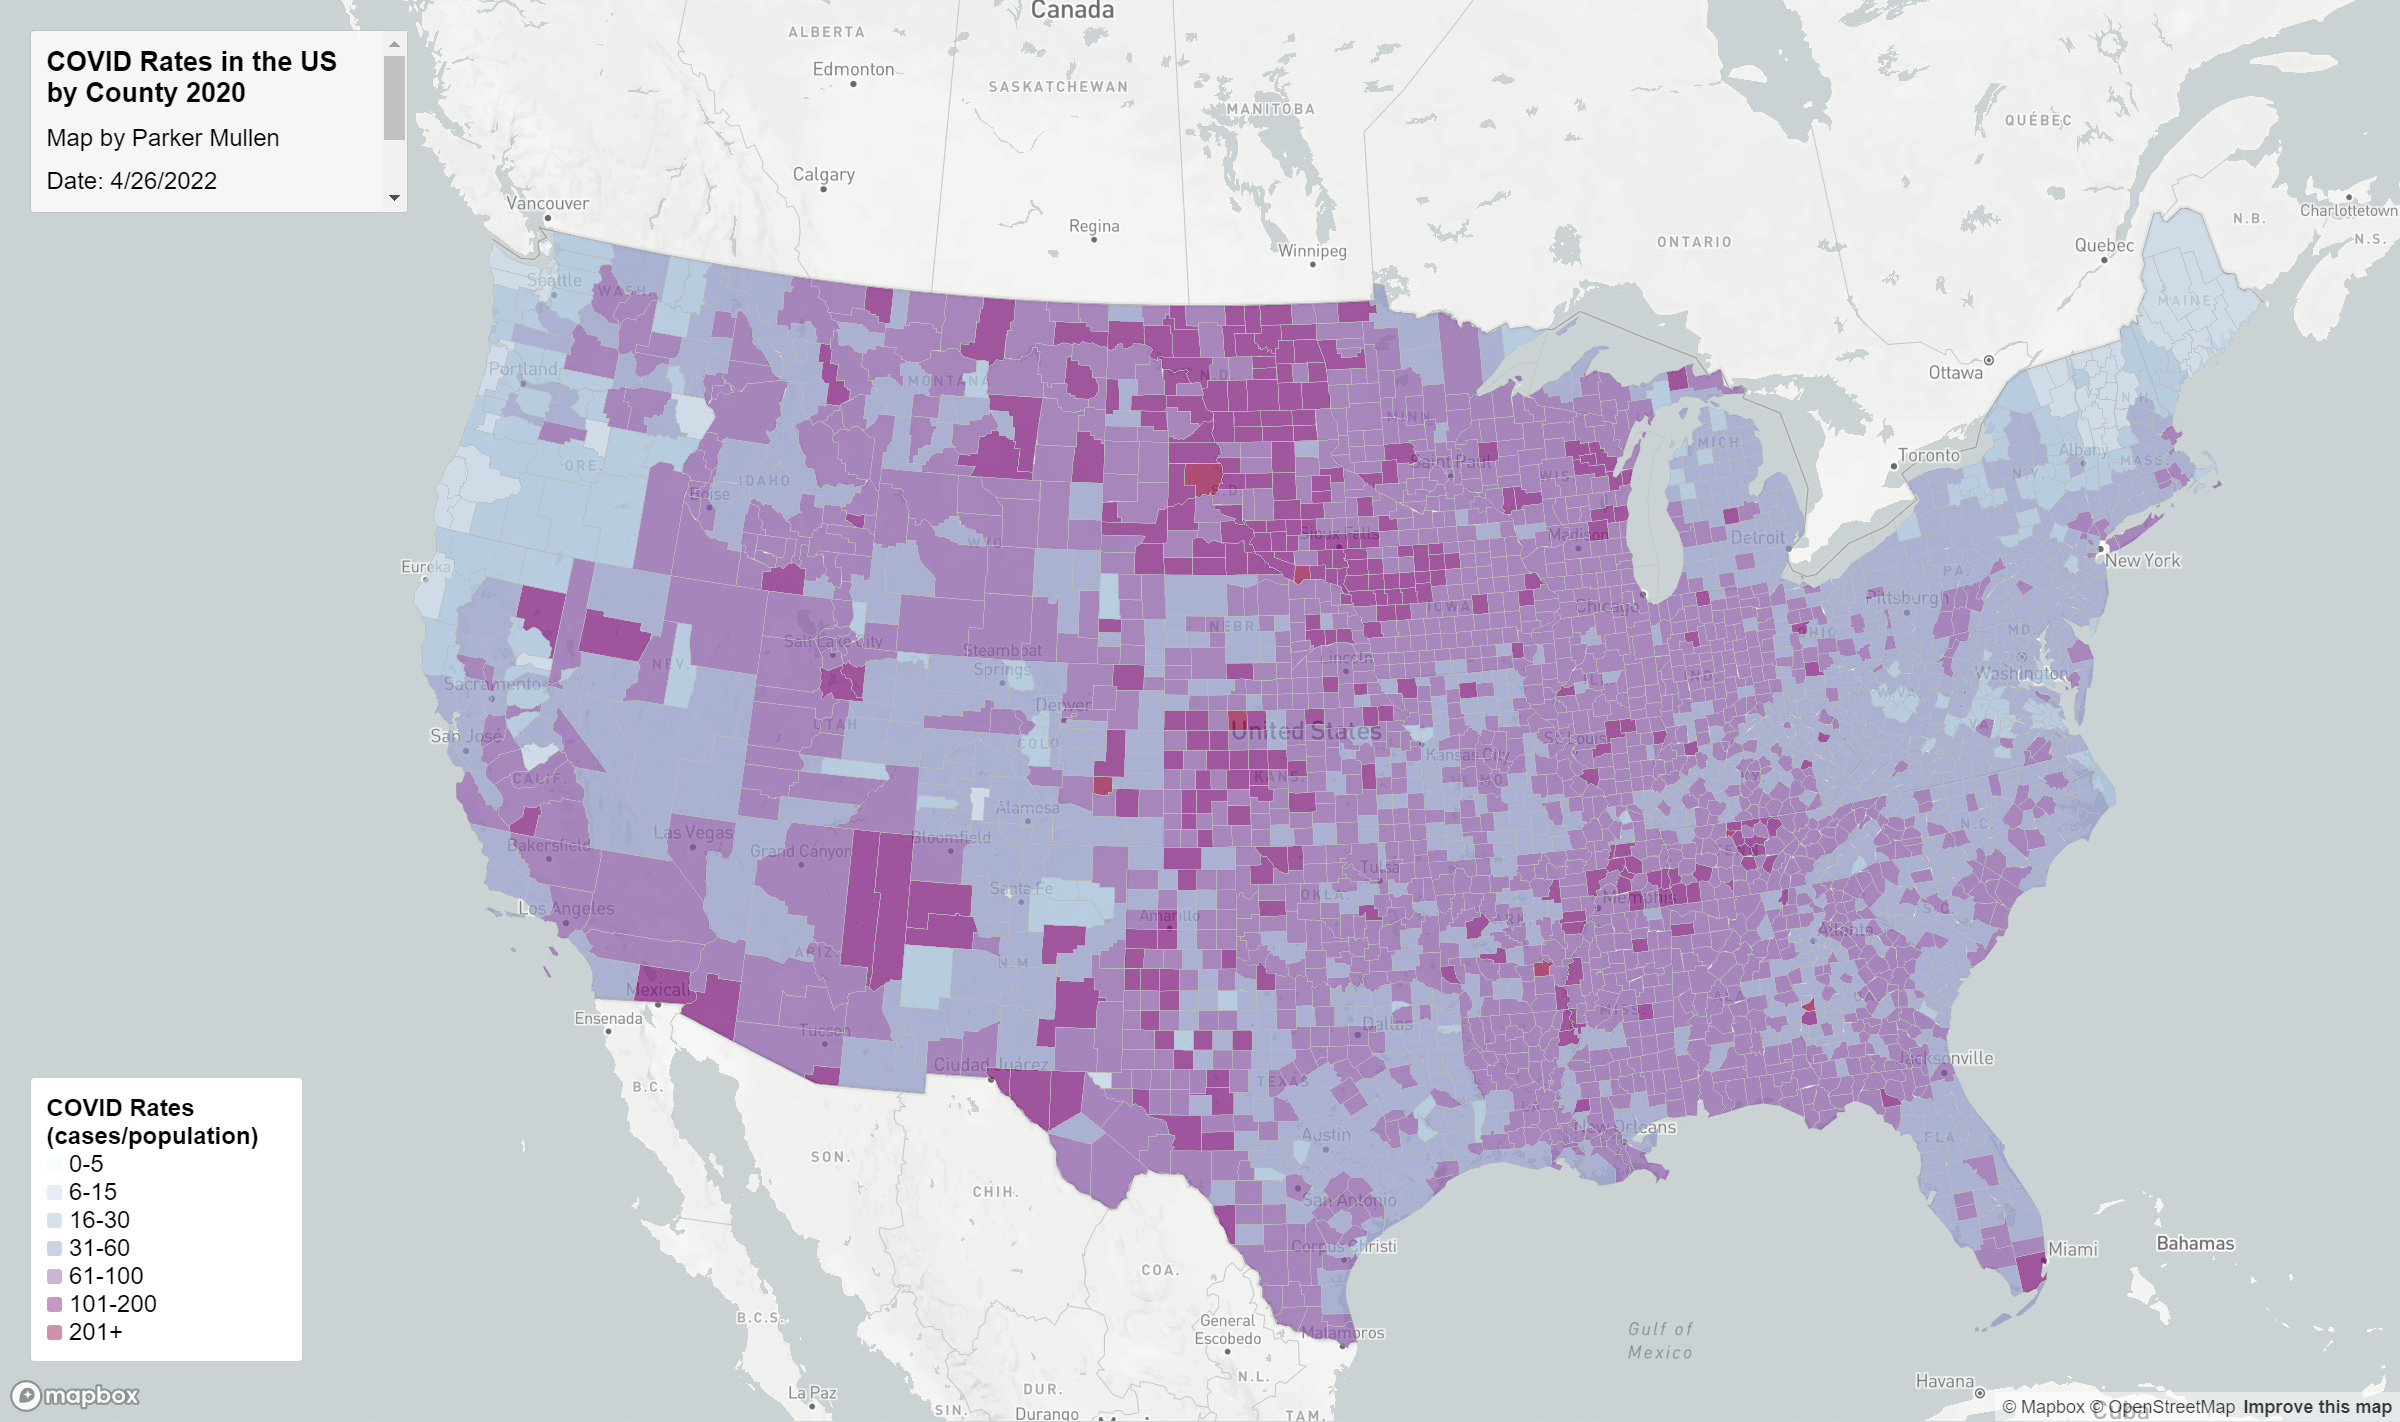 COVID Rates in the US
by County 2020
Map by Parker Mullen
Date: 4/26/2022
Canada
ALBERTA
Edmonton
SASKATCHEWAN
MANITOBA
QUÉBEC
Calgary
Vancouver
Regina
Winnipeg
ONTARIO
Quebec
N.B.
Charlottetown
N.S.
Seattle
WASH.
MAINE
Portland
MONTANA
N.D.
Ottawa
MINN.
N.H.
MICH.
Toronto
Albany
MASS.
ORE.
IDAHO
Boise
Saint Paul
WIS.
S.D.
N.Y.
Eureka
WYO.
Sioux Falls
Madison
Detroit
New York
PA.
Pittsburgh
Chicago
IOWA
NEBR.
OHIO
MD.
Salt Lake City
Steamboat
Springs
NEV.
Lincoln
Washington
Sacramento
ILL.
IND.
W.V.
Denver
UTAH
United States
VA.
San José
COLO.
St. Louis
Kansas City
CALIF.
KANS.
MO.
KY.
Alamosa
Las Vegas
Bakersfield
Grand Canyon
Bloomfield
N.C.
TENN.
Tulsa
Santa Fe
OKLA.
Memphis
Los Angeles
Amarillo
ARK.
S.C.
Atlanta
ARIZ.
N.M.
Mexicali
ALA.
GA.
MISS.
Ensenada
Tucson
Dallas
Ciudad Juárez
Jacksonville
TEXAS
B.C.
LA.
Austin
New Orleans
FLA.
SON.
CHIH.
San Antonio
Corpus Christi
Miami
Bahamas
COA.
B.C.S.
General
Escobedo
Matamoros
Gulf of
Mexico
N.L.
La Paz
DUR.
Durango
SIN.
TAM.
Havana
Cuba
COVID Rates
(cases/population)
0-5
6-15
16-30
31-60
61-100
101-200
201+
mapbox
© Mapbox © OpenStreetMap Improve this map